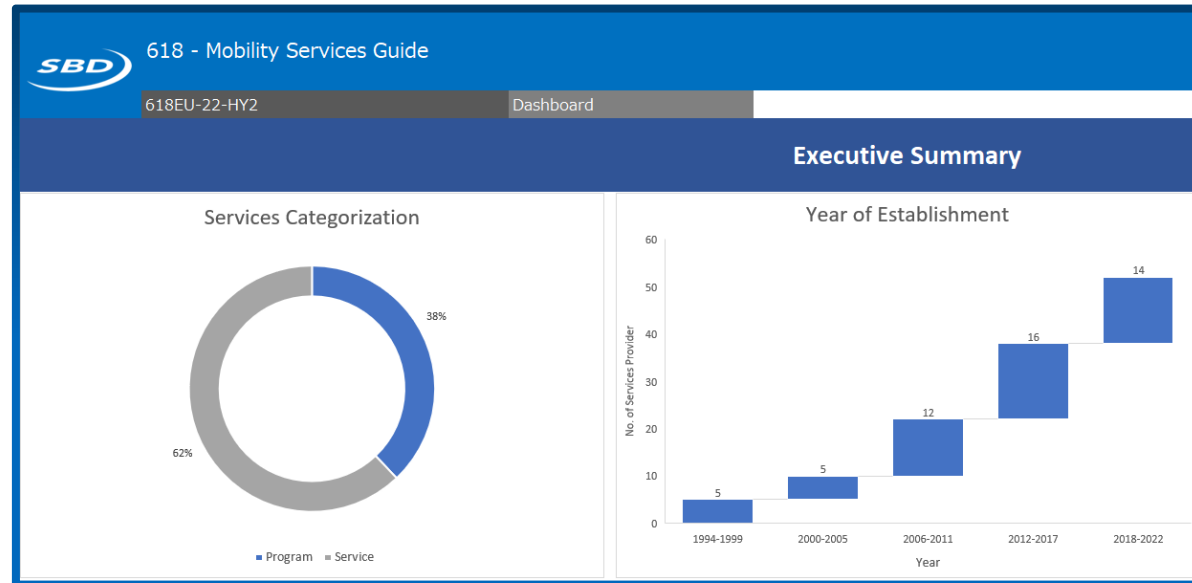 SBD
618 - Mobility Services Guide
618EU-22-HY2
Dashboard
Executive Summary
Services Categorization
38%
62%
Program
Service
Year of Establishment
No. of Services Provider
60
50
40
30
20
10
0
5
5
12
16
14
1994-1999
2000-2005
2006-2011
2012-2017
2018-2022
Year